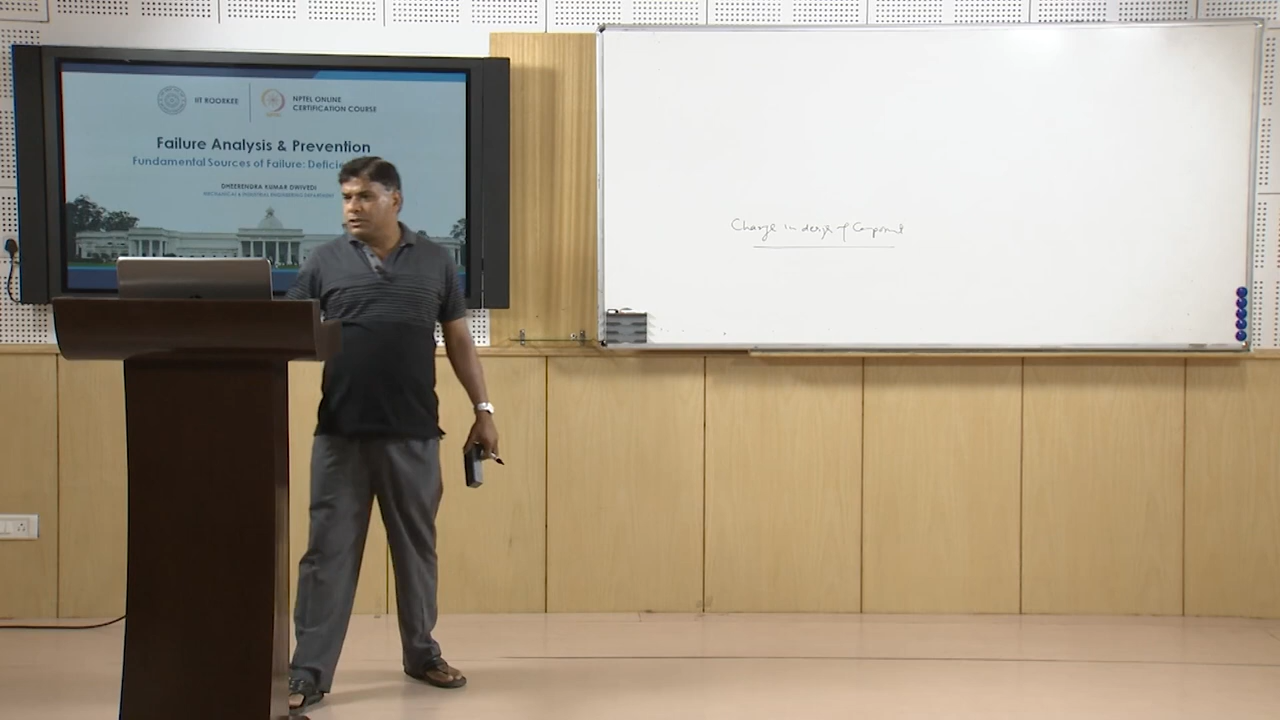 IIT ROORKEE
NPTEL ONLINE
CERTIFICATION COURSE
Failure Analysis & Prevention
Fundamental Sources of Failure:
DHEERENDRA KUMAR DWIVEDI
MECHANICAL & INDUSTRIAL ENGINEERING DEPARTMENT
Change in design of Component